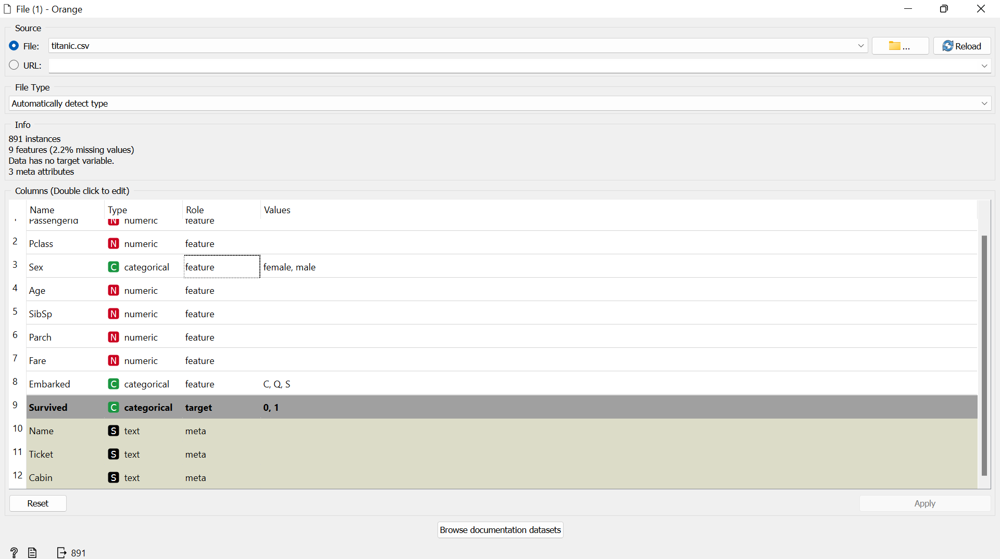 File (1) - Orange
Source
File: titanic.csv ... Reload
URL:
File Type
Automatically detect type
Info
891 instances
9 features (2.2% missing values)
Data has no target variable.
3 meta attributes
Columns (Double click to edit)
Name Type Role Values
1 PassengerId N numeric feature
2 Pclass N numeric feature
3 Sex C categorical feature female, male
4 Age N numeric feature
5 SibSp N numeric feature
6 Parch N numeric feature
7 Fare N numeric feature
8 Embarked C categorical feature C, Q, S
9 Survived C categorical target 0, 1
10 Name S text meta
11 Ticket S text meta
12 Cabin S text meta
Reset Apply
Browse documentation datasets
? 891